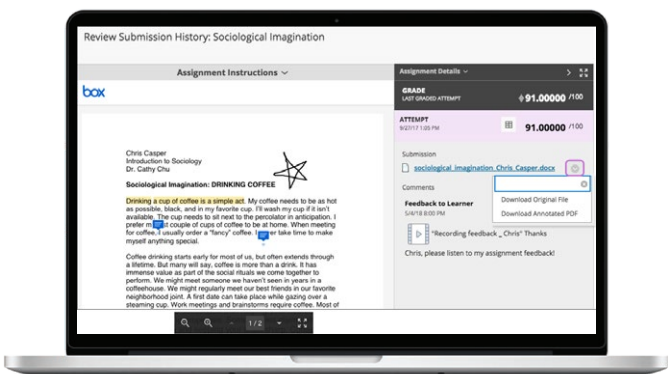 Review Submission History: Sociological Imagination
Assignment Instructions
box
Chris Casper
Introduction to Sociology
Dr. Cathy Chu
Sociological Imagination: DRINKING COFFEE
Drinking a cup of coffee is a simple act. My coffee needs to be as hot
as possible, black, and in my favorite cup. I'll wash my cup if it isn't
available. The cup needs to sit next to the percolator in anticipation. I
prefer m st couple of cups of coffee to be at home. When meeting
for coffee, I usually order a "fancy" coffee. I er take time to make
myself anything special.
Coffee drinking starts early for most of us, but often extends through
a lifetime. But many will say, coffee is more than a drink. It has
immense value as part of the social rituals we come together to
perform. We might meet someone we haven't seen in years in a
coffeehouse. We might regularly meet our best friends in our favorite
neighborhood joint. A first date can take place while gazing over a
steaming cup. Work meetings and brainstorms require coffee. Most of
1/2
Assignment Details
GRADE
LAST GRADED ATTEMPT
91.00000 /100
ATTEMPT
9/27/17 1:05 PM
91.00000 /100
Submission
sociological_imagination_Chris_Casper.docx
Download Original File
Download Annotated PDF
Comments
Feedback to Learner
5/4/18 8:00 PM
"Recording feedback _ Chris" Thanks
Chris, please listen to my assignment feedback!